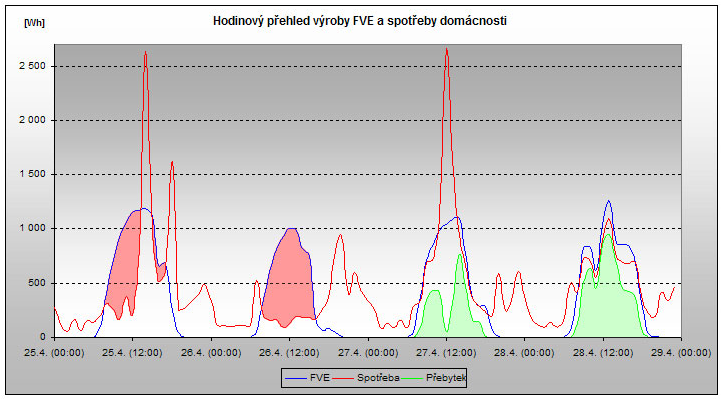 Hodinový přehled výroby FVE a spotřeby domácnosti
[Wh]
2 500
2 000
1 500
1 000
500
0
25.4. (00:00) 25.4. (12:00) 26.4. (00:00) 26.4. (12:00) 27.4. (00:00) 27.4. (12:00) 28.4. (00:00) 28.4. (12:00) 29.4. (00:00)
FVE Spotřeba Přebytek